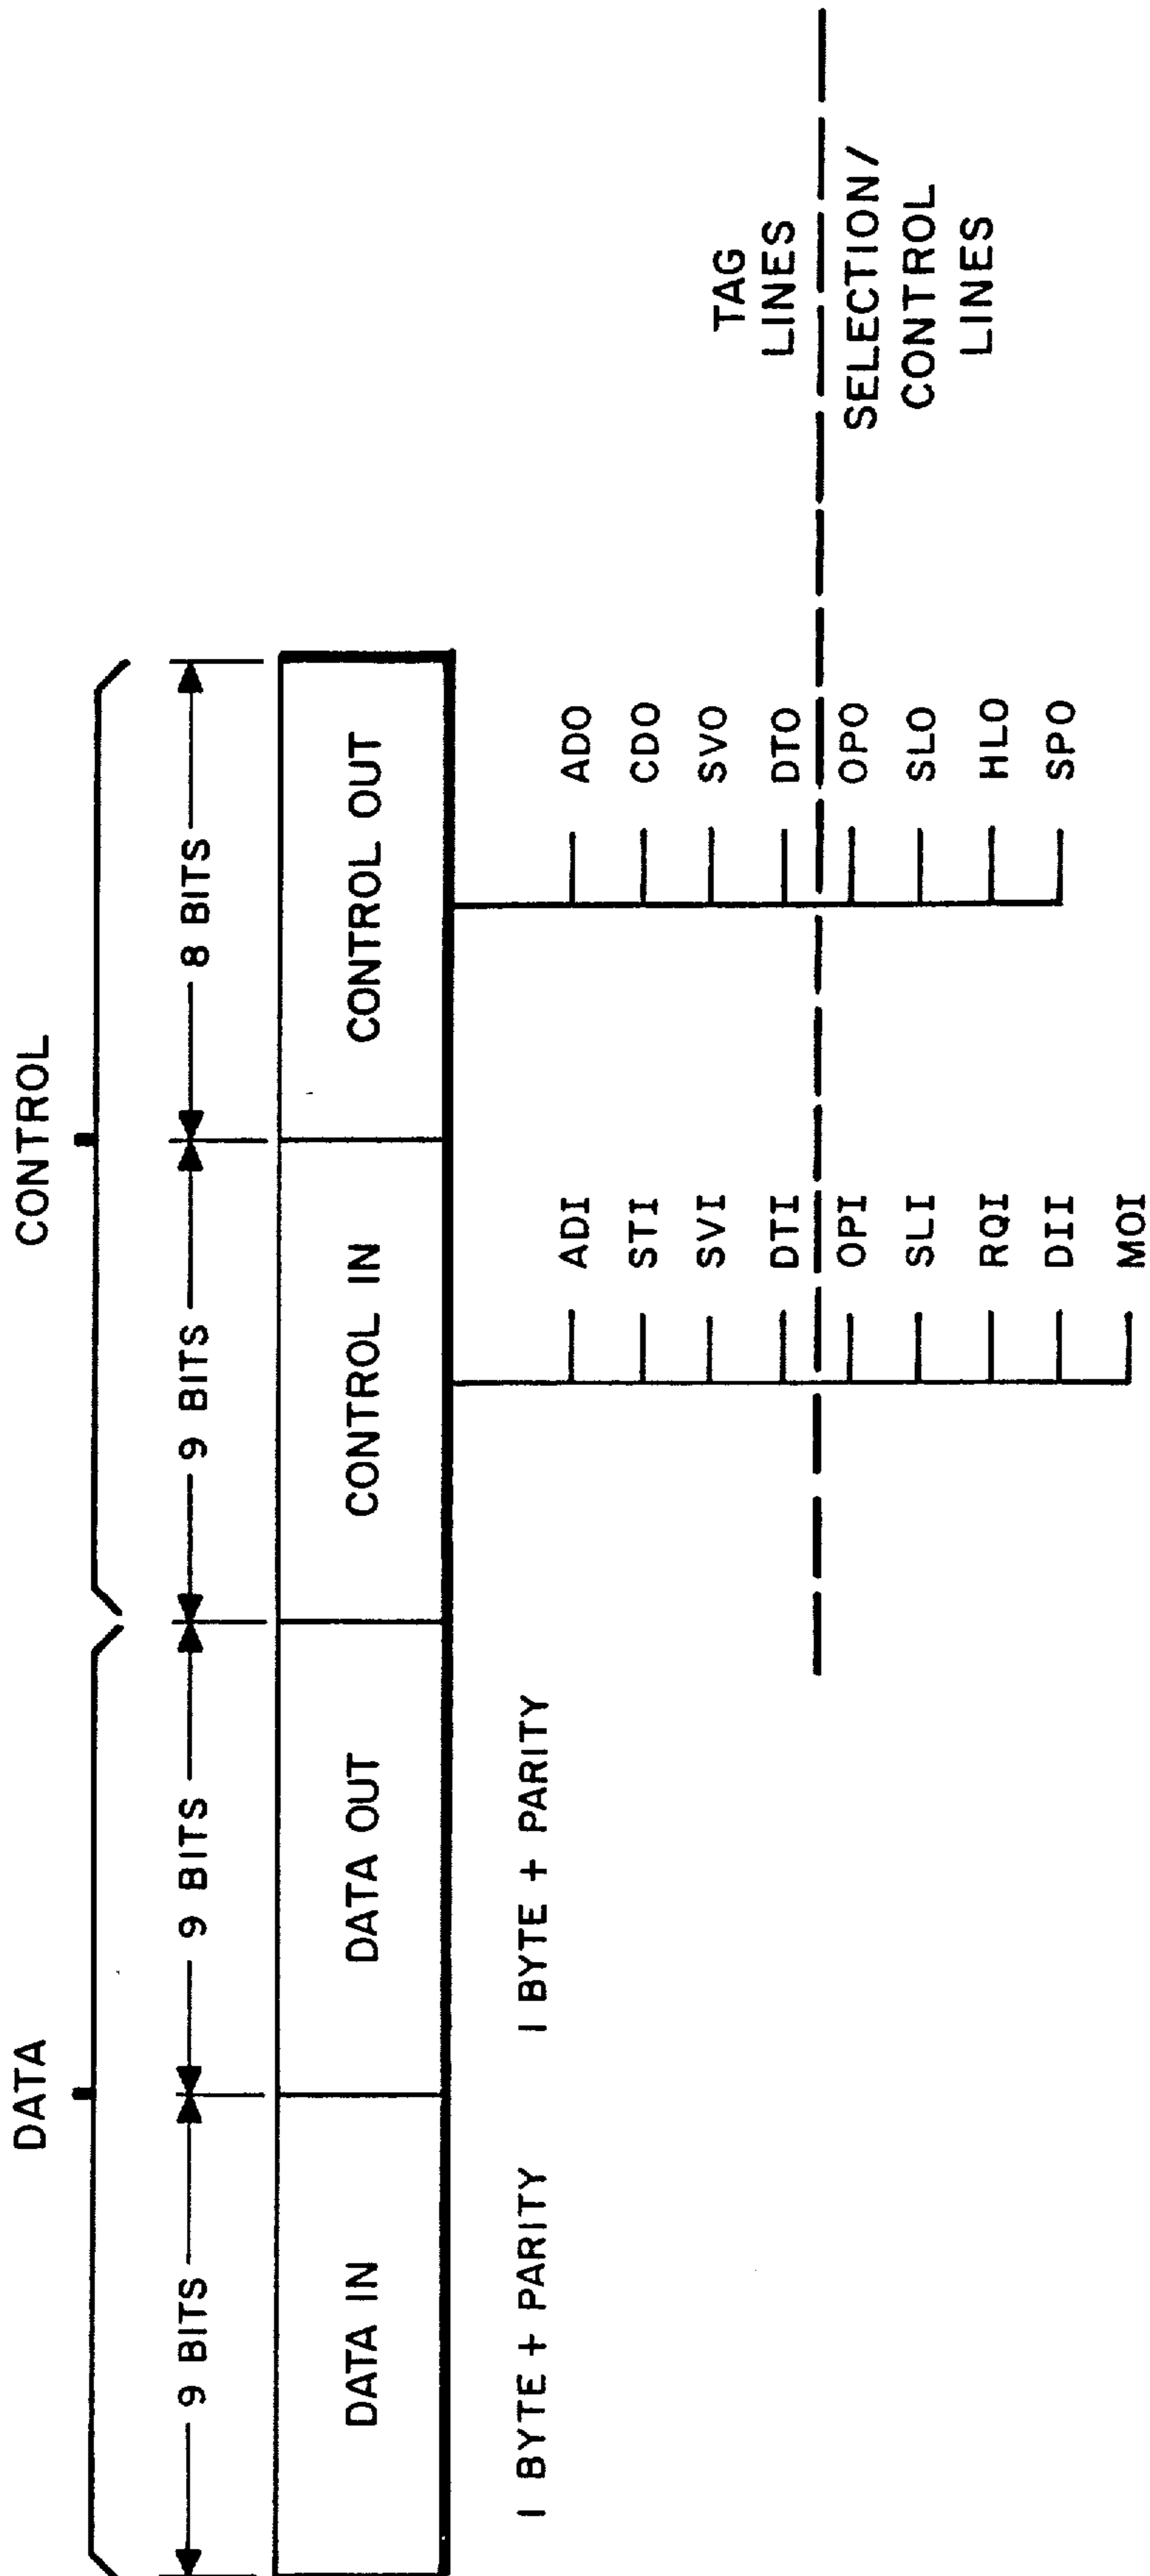 DATA
CONTROL
9 BITS
9 BITS
9 BITS
8 BITS
DATA IN
DATA OUT
CONTROL IN
CONTROL OUT
1 BYTE + PARITY
1 BYTE + PARITY
ADI
STI
SVI
DTI
OPI
SLI
RQI
DII
MOI
ADO
CDO
SVO
DTO
OPO
SLO
HLO
SPO
TAG
LINES
SELECTION/
CONTROL
LINES